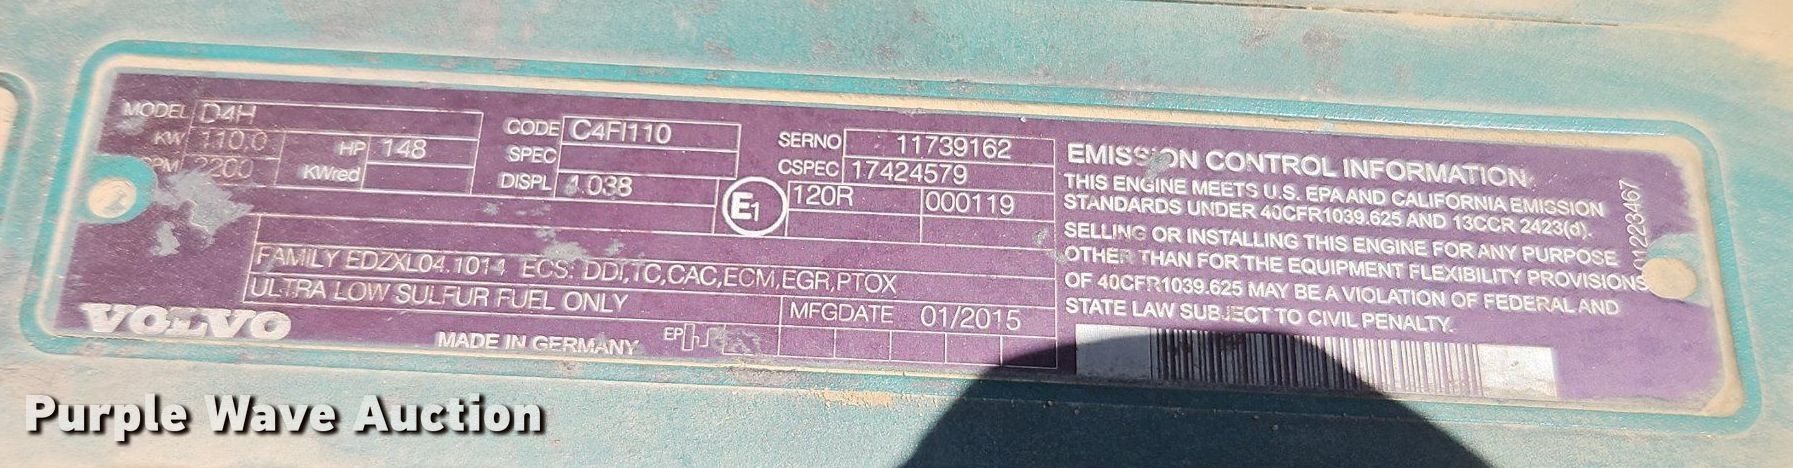 MODEL D4H
KW 110.0 HP 148
RPM 2200 KWred
CODE C4FI110
SPEC
DISPL 4.038
SERNO 11739162
CSPEC 17424579
E1 120R 000119
FAMILY EDZXL04.1014 ECS: DDI,TC,CAC,ECM,EGR,PTOX
ULTRA LOW SULFUR FUEL ONLY
MFGDATE 01/2015
VOLVO
MADE IN GERMANY
EP
EMISSION CONTROL INFORMATION
THIS ENGINE MEETS U.S. EPA AND CALIFORNIA EMISSION
STANDARDS UNDER 40CFR1039.625 AND 13CCR 2423(d).
SELLING OR INSTALLING THIS ENGINE FOR ANY PURPOSE
OTHER THAN FOR THE EQUIPMENT FLEXIBILITY PROVISIONS
OF 40CFR1039.625 MAY BE A VIOLATION OF FEDERAL AND
STATE LAW SUBJECT TO CIVIL PENALTY.
Purple Wave Auction